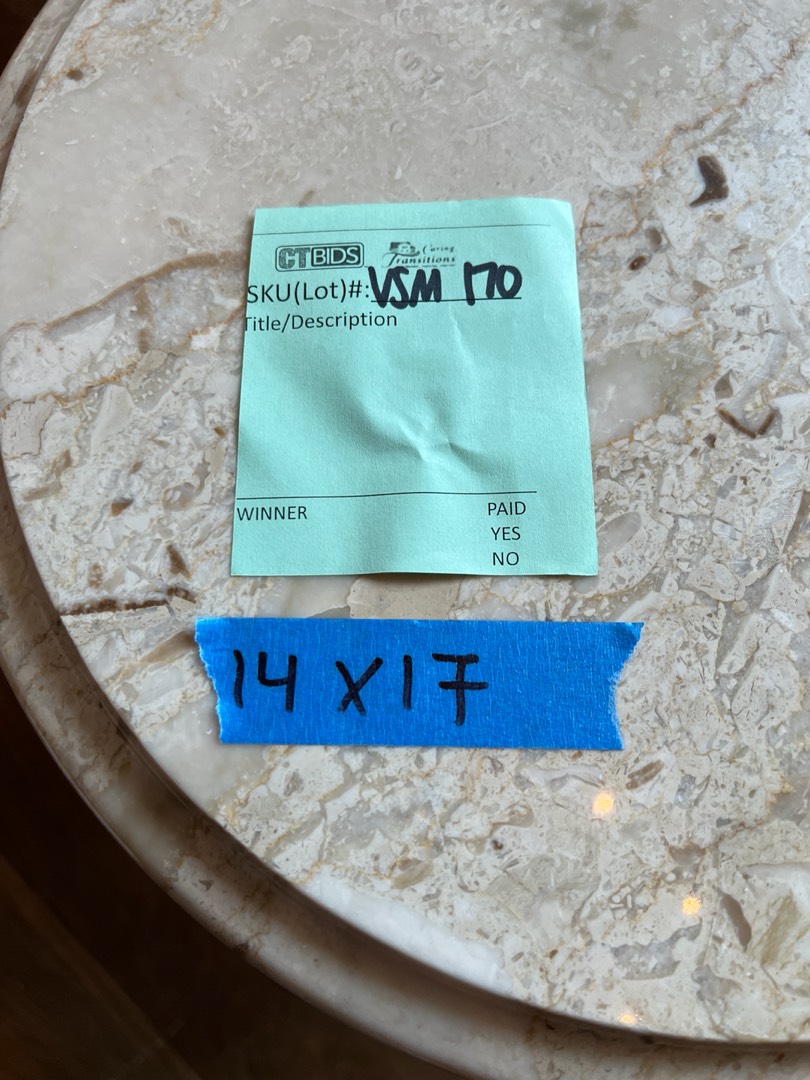 CTBIDS Caring Transitions
SKU(Lot)#: VSM 170
Title/Description
WINNER PAID
YES
NO
14 X 17